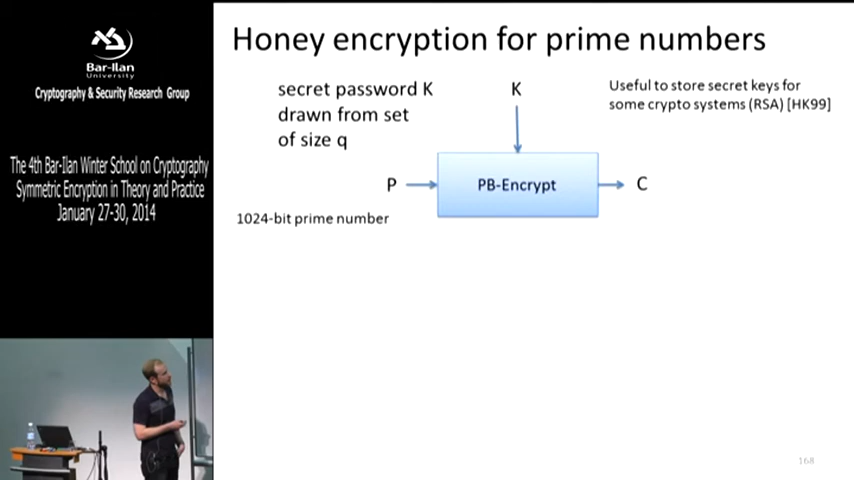 Bar-Ilan
University
Cryptography & Security Research Group
The 4th Bar-Ilan Winter School on Cryptography
Symmetric Encryption in Theory and Practice
January 27-30, 2014
Honey encryption for prime numbers
secret password K
drawn from set
of size q
K
Useful to store secret keys for
some crypto systems (RSA) [HK99]
P
PB-Encrypt
C
1024-bit prime number
168